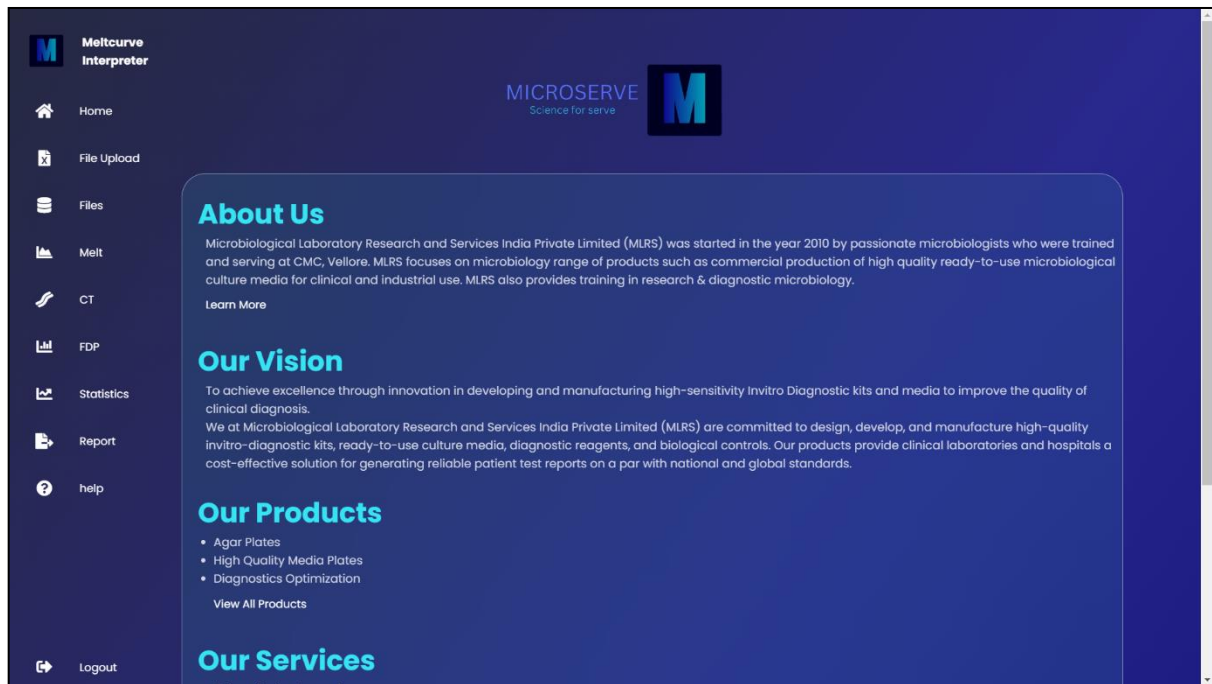 Meltcurve
Interpreter
Home
File Upload
Files
Melt
CT
FDP
Statistics
Report
help
Logout
MICROSERVE
Science for serve
M
About Us
Microbiological Laboratory Research and Services India Private Limited (MLRS) was started in the year 2010 by passionate microbiologists who were trained
and serving at CMC, Vellore. MLRS focuses on microbiology range of products such as commercial production of high quality ready-to-use microbiological
culture media for clinical and industrial use. MLRS also provides training in research & diagnostic microbiology.
Learn More
Our Vision
To achieve excellence through innovation in developing and manufacturing high-sensitivity Invitro Diagnostic kits and media to improve the quality of
clinical diagnosis.
We at Microbiological Laboratory Research and Services India Private Limited (MLRS) are committed to design, develop, and manufacture high-quality
invitro-diagnostic kits, ready-to-use culture media, diagnostic reagents, and biological controls. Our products provide clinical laboratories and hospitals a
cost-effective solution for generating reliable patient test reports on a par with national and global standards.
Our Products
• Agar Plates
• High Quality Media Plates
• Diagnostics Optimization
View All Products
Our Services